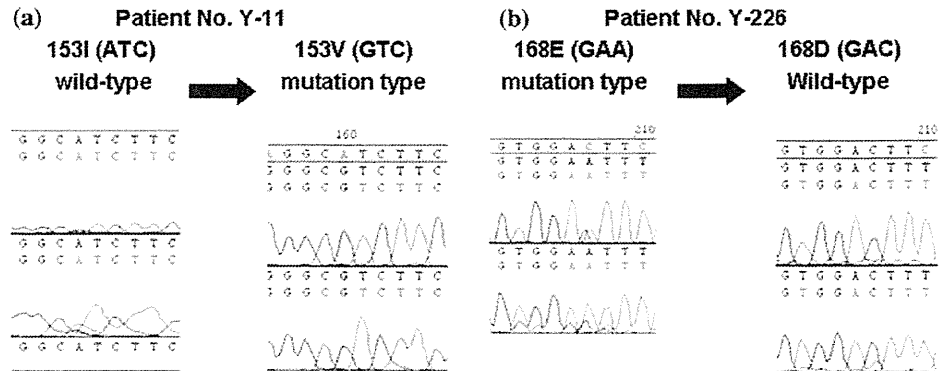 (a) Patient No. Y-11
153I (ATC) wild-type
153V (GTC) mutation type
G G C A T C T T C
G G C A T C T T C
G G C A T C T T C
G G C A T C T T C
G G C A T C T T C
160
G G C A T C T T C
G G G C G T C T T C
G G G C G T C T T C
G G G C G T C T T C
G G G C G T C T T C
(b) Patient No. Y-226
168E (GAA) mutation type
168D (GAC) Wild-type
210
G T G G A C T T C
G T G G A A T T T
G T G G A A T T T
G T G G A A T T T
G T G G A A T T T
210
G T G G A C T T C
G T G G A C T T T
G T G G A C T T T
G T G G A C T T T
G T G G A C T T T